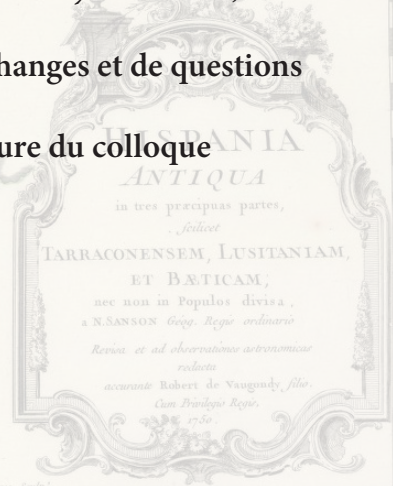 hanges et de questions
ure du colloque
HISPANIA
ANTIQUA
in tres præcipuas partes,
scilicet
TARRACONENSEM, LUSITANIAM,
ET BÆTICAM;
nec non in Populos divisa,
a N. SANSON Geog. Regis ordinario
Revisa et ad observationes astronomicas
redacta
accurante Robert de Vaugondy filio.
Cum Privilegio Regis.
1750.